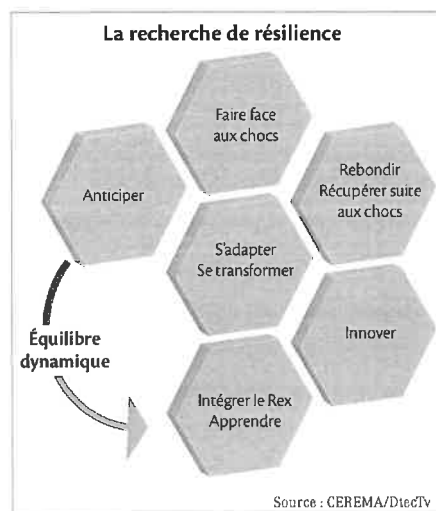 La recherche de résilience
Faire face
aux chocs
Anticiper
Rebondir
Récupérer suite
aux chocs
S'adapter
Se transformer
Innover
Équilibre
dynamique
Intégrer le Rex
Apprendre
Source : CEREMA/DtecTv